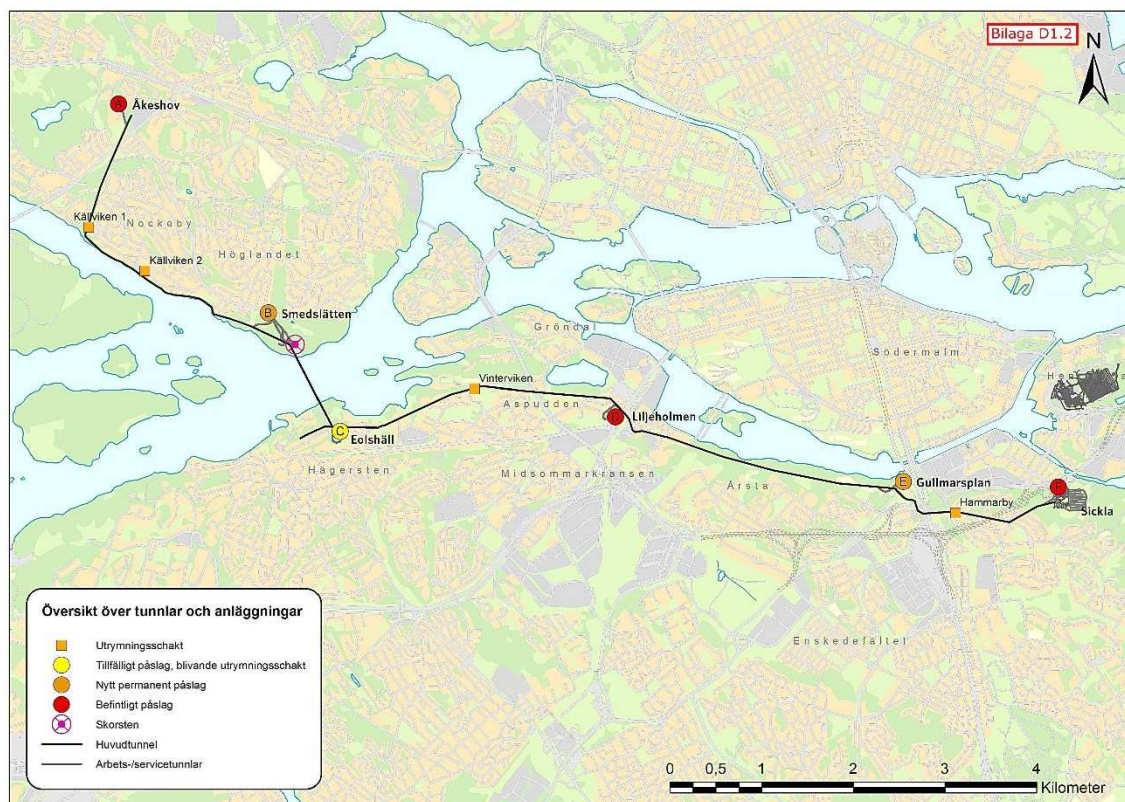 Bilaga D1.2
N
A
Åkeshov
Källviken 1
Nockeby
Källviken 2
Höglandet
B
Smedslätten
Gröndal
Södermalm
Vinterviken
Aspudden
Liljeholmen
C
Eolshäll
Hägersten
Midsommarkransen
Årsta
E
Gullmarsplan
Hammarby
F
Sickla
Enskedefältet
Översikt över tunnlar och anläggningar
Utrymningsschakt
Tillfälligt påslag, blivande utrymningsschakt
Nytt permanent påslag
Befintligt påslag
Skorsten
Huvudtunnel
Arbets-/servicetunnlar
0 0,5 1 2 3 4
Kilometer